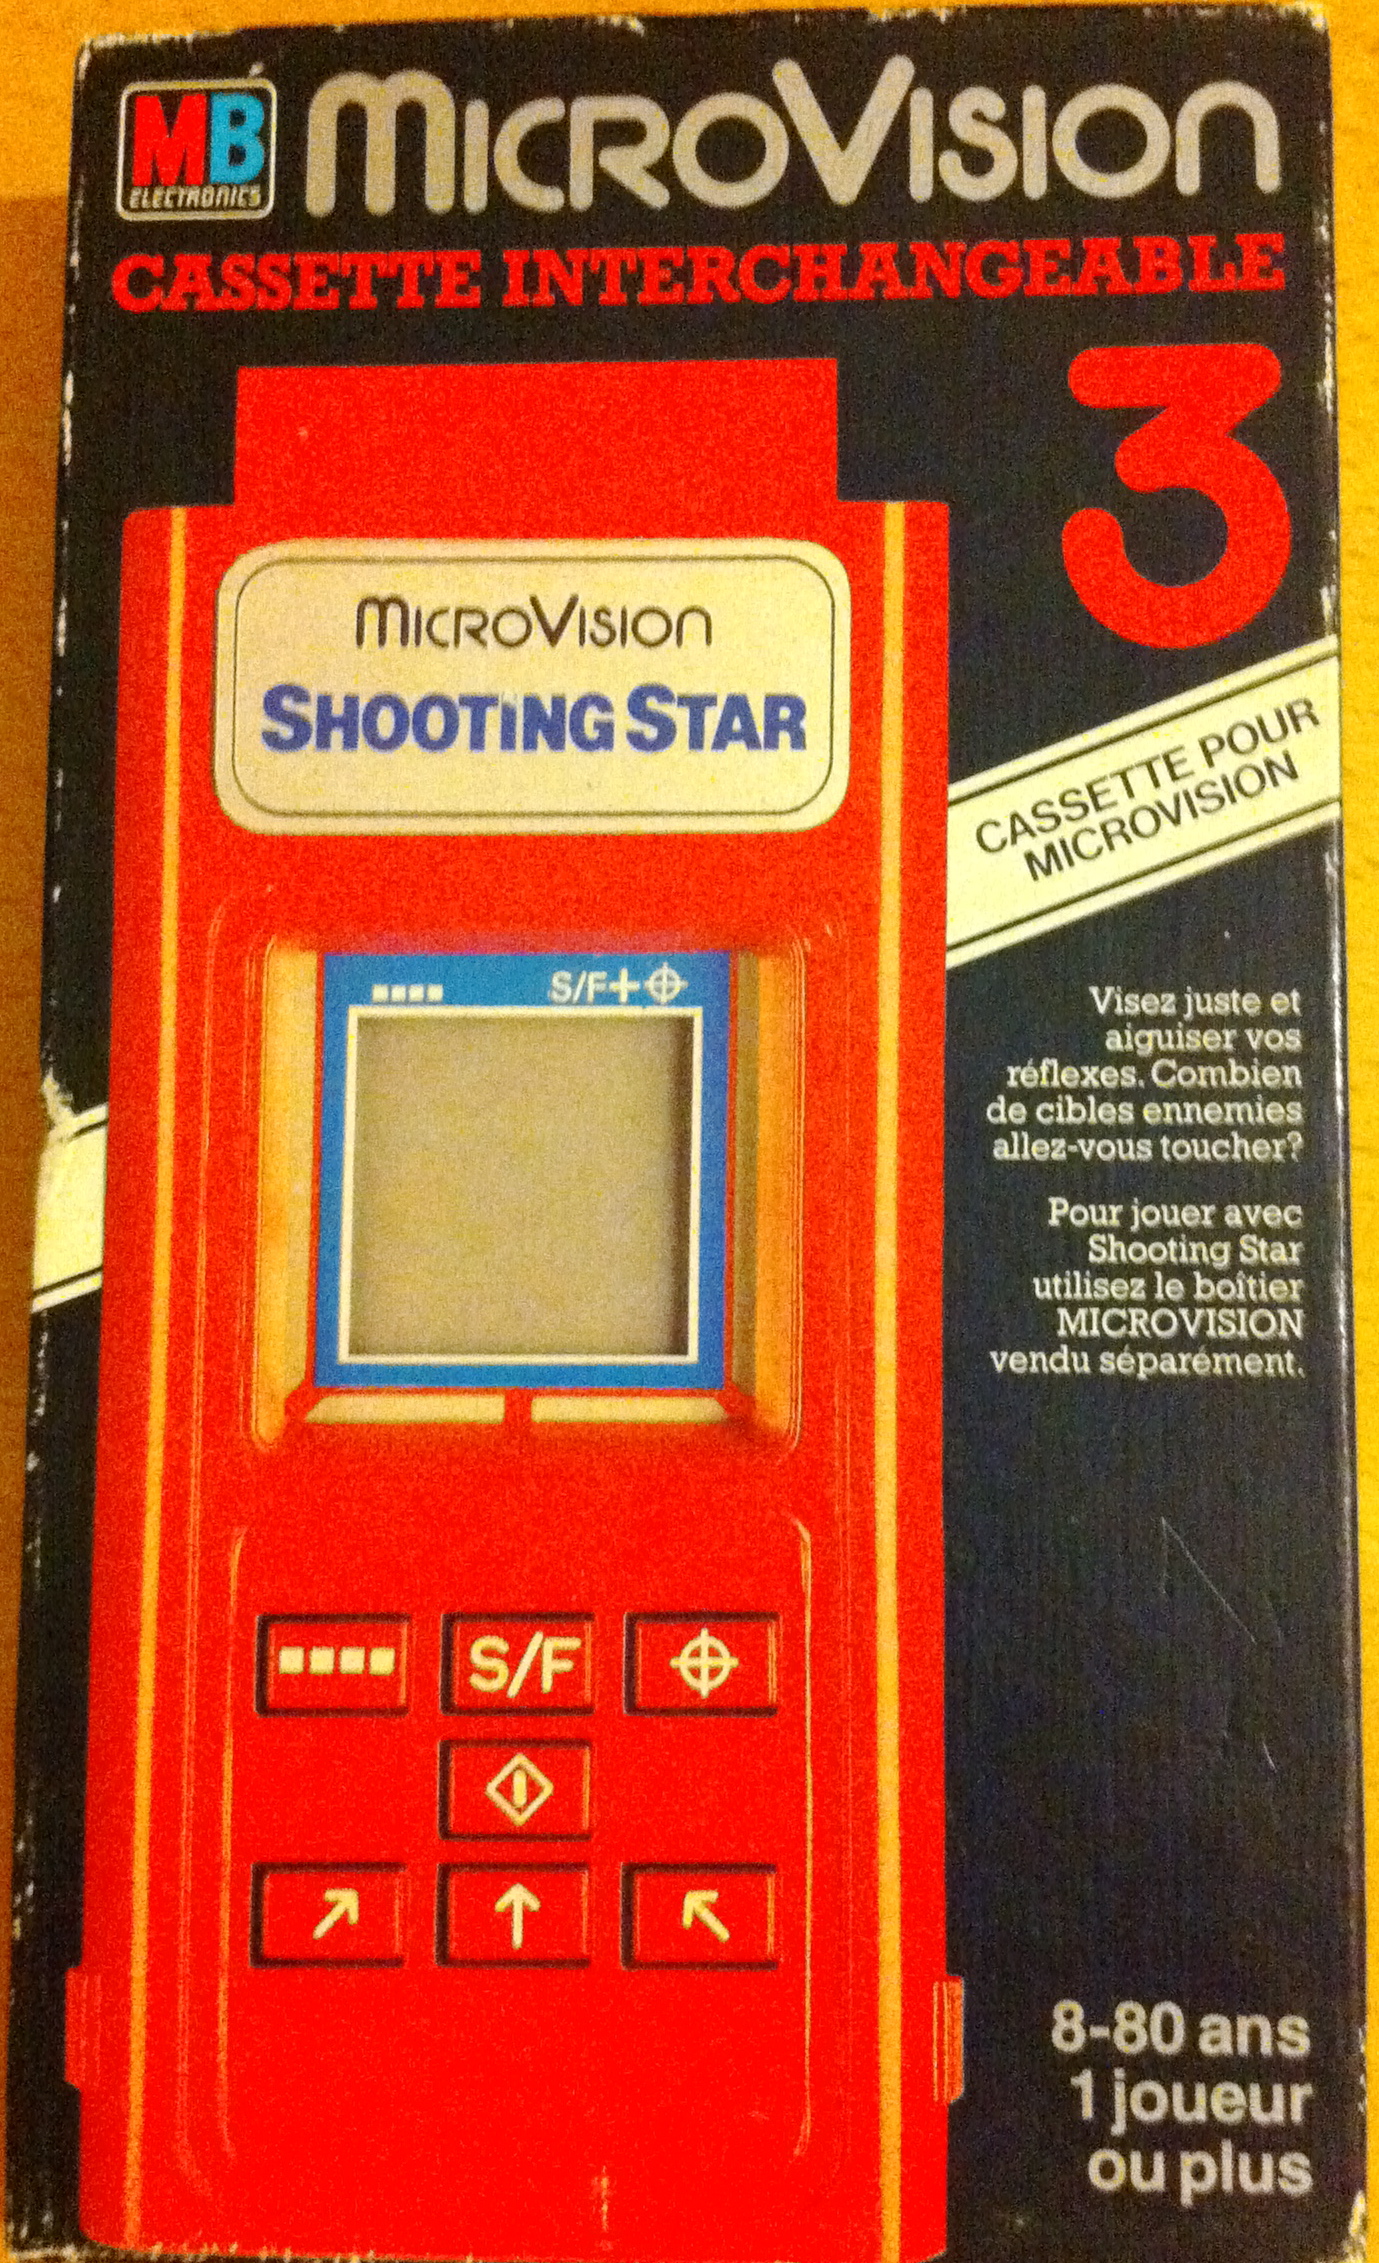 MB
ELECTRONICS
MICROVISION
CASSETTE INTERCHANGEABLE
3
MICROVISION
SHOOTING STAR
CASSETTE POUR
MICROVISION
S/F+
Visez juste et
aiguiser vos
réflexes. Combien
de cibles ennemies
allez-vous toucher?
Pour jouer avec
Shooting Star
utilisez le boîtier
MICROVISION
vendu séparément.
S/F
8-80 ans
1 joueur
ou plus